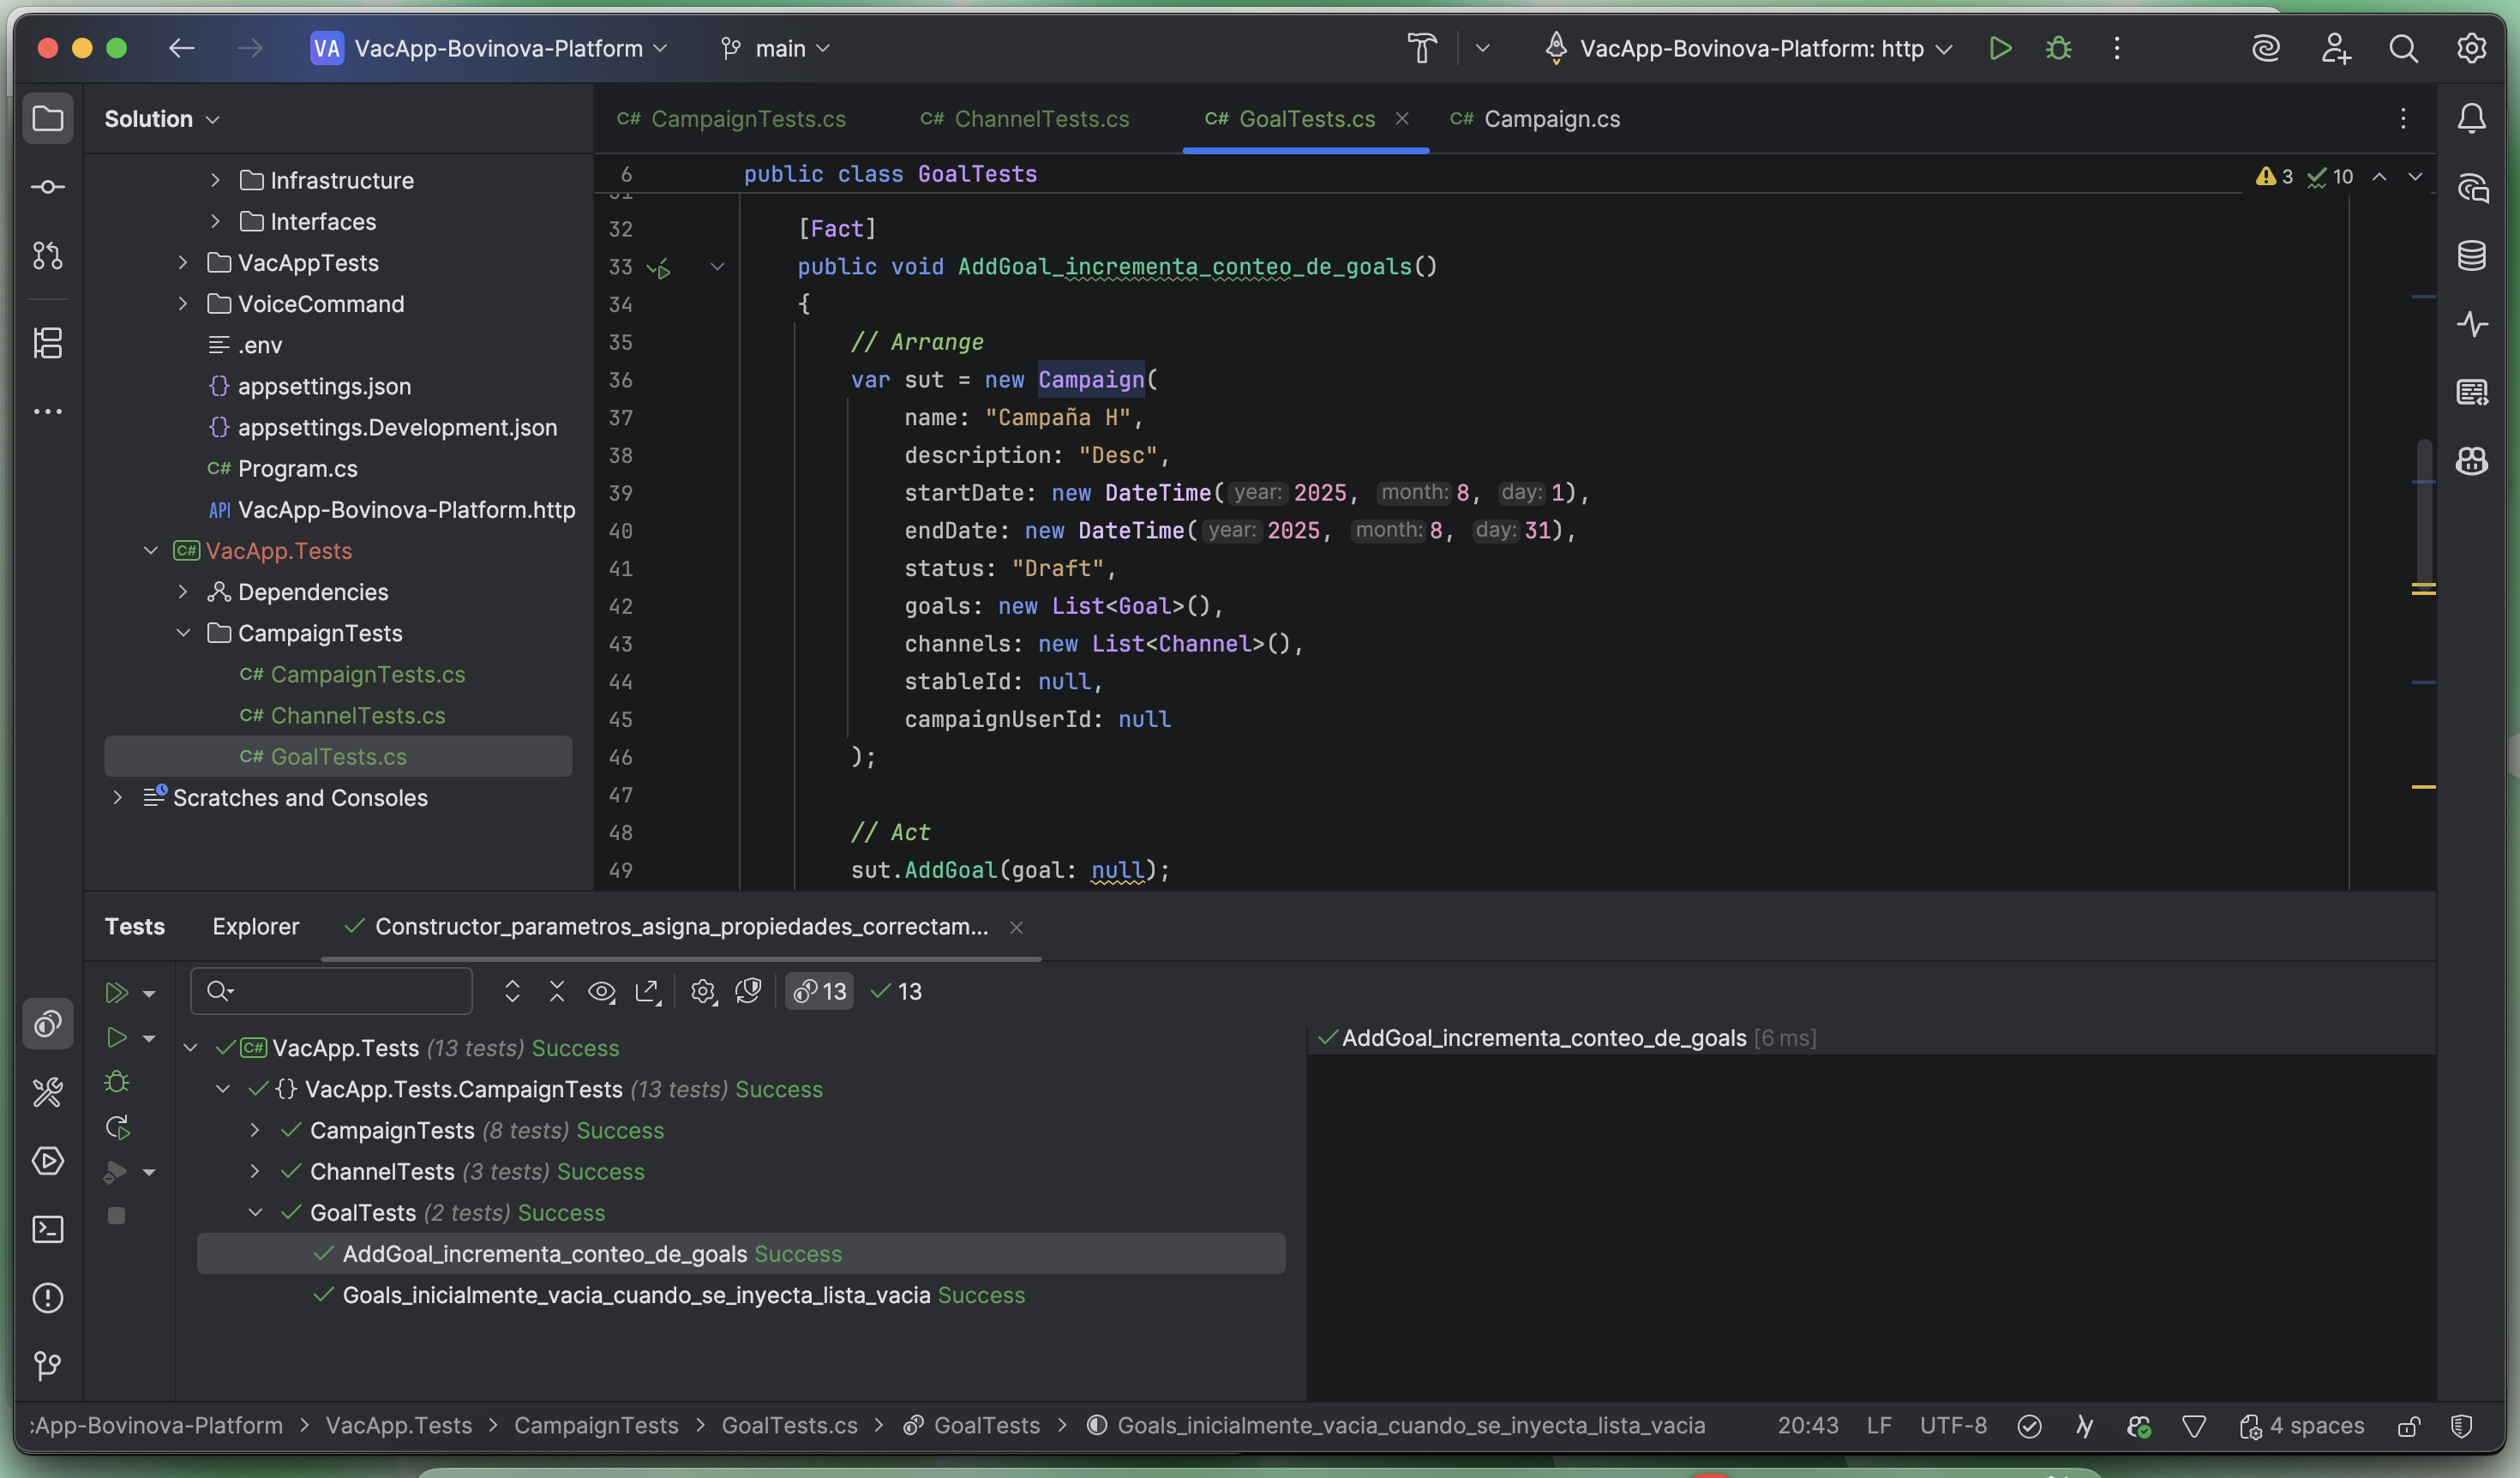 VA VacApp-Bovinova-Platform main VacApp-Bovinova-Platform: http
Solution
Infrastructure
Interfaces
VacAppTests
VoiceCommand
.env
{} appsettings.json
{} appsettings.Development.json
C# Program.cs
API VacApp-Bovinova-Platform.http
C# VacApp.Tests
Dependencies
CampaignTests
C# CampaignTests.cs
C# ChannelTests.cs
C# GoalTests.cs
Scratches and Consoles
C# CampaignTests.cs C# ChannelTests.cs C# GoalTests.cs C# Campaign.cs
6 public class GoalTests 3 10
31
32 [Fact]
33 public void AddGoal_incrementa_conteo_de_goals()
34 {
35 // Arrange
36 var sut = new Campaign(
37 name: "Campaña H",
38 description: "Desc",
39 startDate: new DateTime( year: 2025, month: 8, day: 1),
40 endDate: new DateTime( year: 2025, month: 8, day: 31),
41 status: "Draft",
42 goals: new List<Goal>(),
43 channels: new List<Channel>(),
44 stableId: null,
45 campaignUserId: null
46 );
47
48 // Act
49 sut.AddGoal(goal: null);
Tests Explorer Constructor_parametros_asigna_propiedades_correctam...
13 13
C# VacApp.Tests (13 tests) Success
{} VacApp.Tests.CampaignTests (13 tests) Success
CampaignTests (8 tests) Success
ChannelTests (3 tests) Success
GoalTests (2 tests) Success
AddGoal_incrementa_conteo_de_goals Success
Goals_inicialmente_vacia_cuando_se_inyecta_lista_vacia Success
AddGoal_incrementa_conteo_de_goals [6 ms]
cApp-Bovinova-Platform > VacApp.Tests > CampaignTests > GoalTests.cs > GoalTests > Goals_inicialmente_vacia_cuando_se_inyecta_lista_vacia 20:43 LF UTF-8 4 spaces